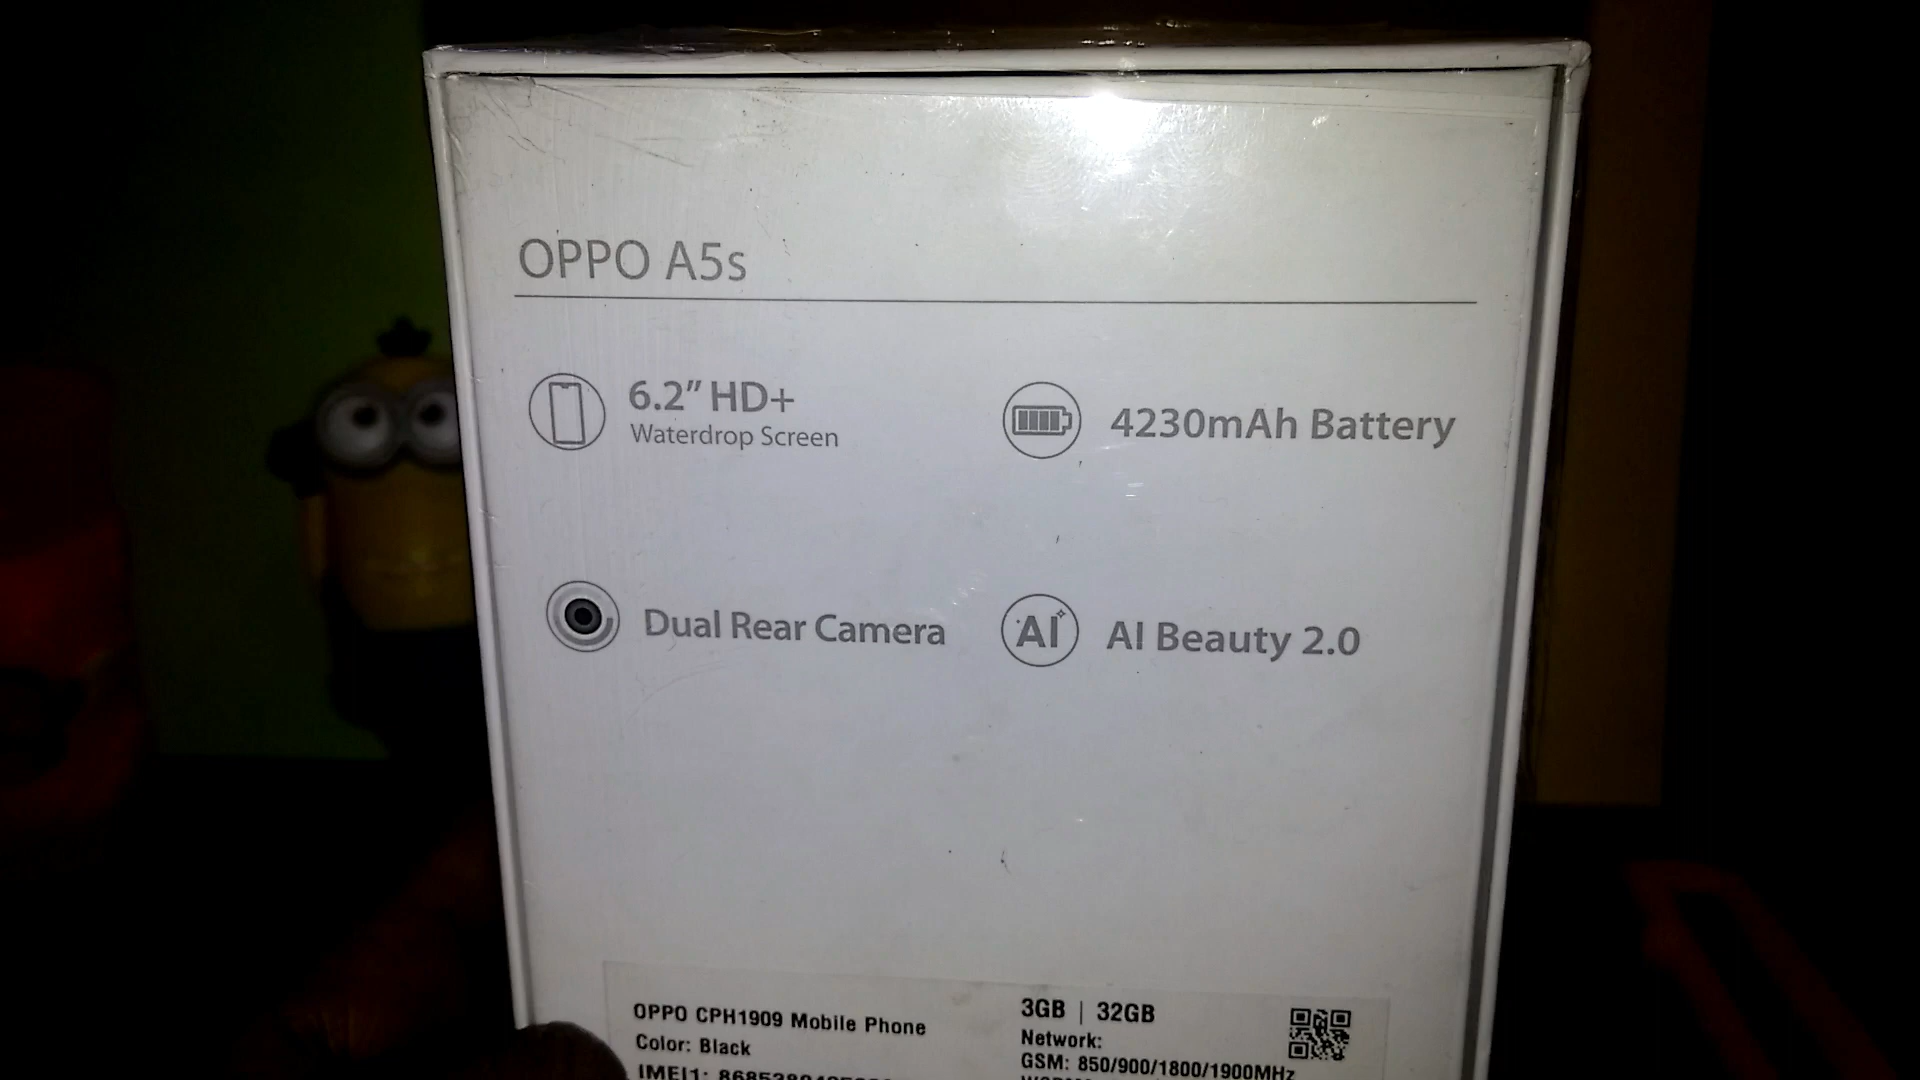 OPPO A5s
6.2” HD+
Waterdrop Screen
4230mAh Battery
Dual Rear Camera
AI
AI Beauty 2.0
OPPO CPH1909 Mobile Phone
Color: Black
IMEI1:
3GB | 32GB
Network:
GSM: 850/900/1800/1900MHz